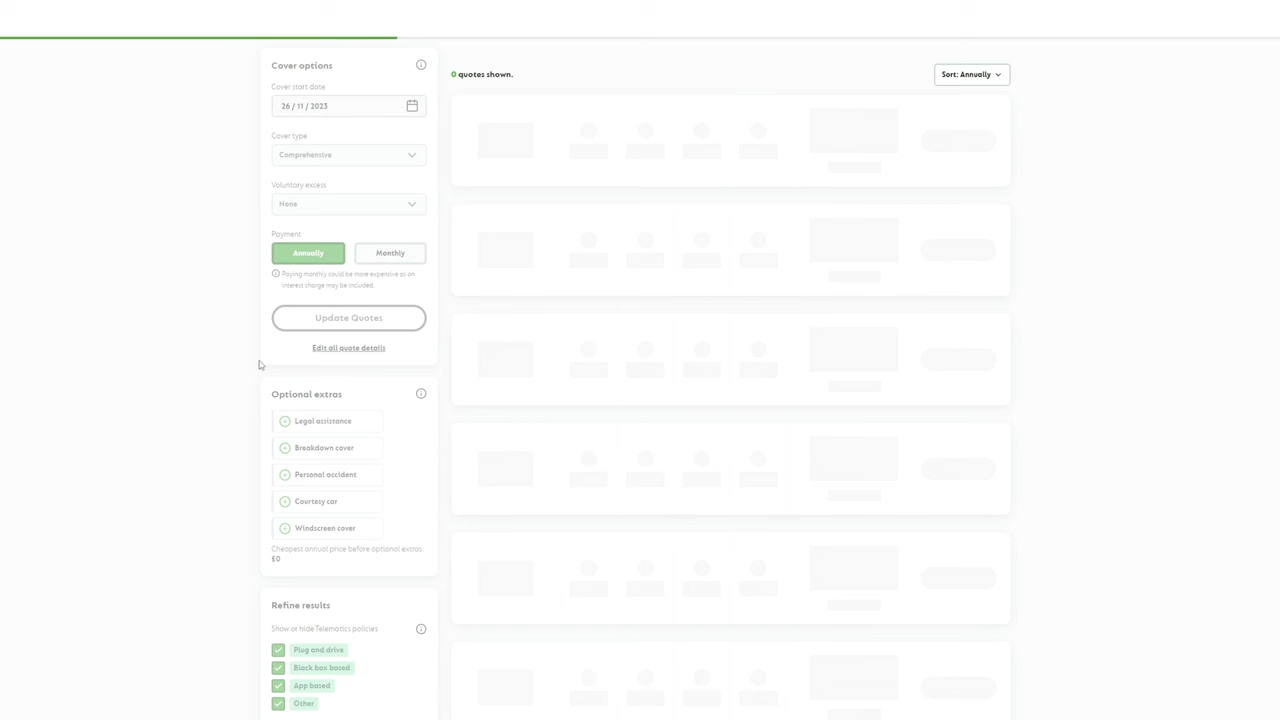 Cover options
Cover start date
26 / 11 / 2023
Cover type
Comprehensive
Voluntary excess
None
Payment
Annually
Monthly
Paying monthly could be more expensive as an
interest charge may be included.
Update Quotes
Edit all quote details
Optional extras
Legal assistance
Breakdown cover
Personal accident
Courtesy car
Windscreen cover
Cheapest annual price before optional extras:
£0
Refine results
Show or hide Telematics policies
Plug and drive
Black box based
App based
Other
0 quotes shown.
Sort: Annually